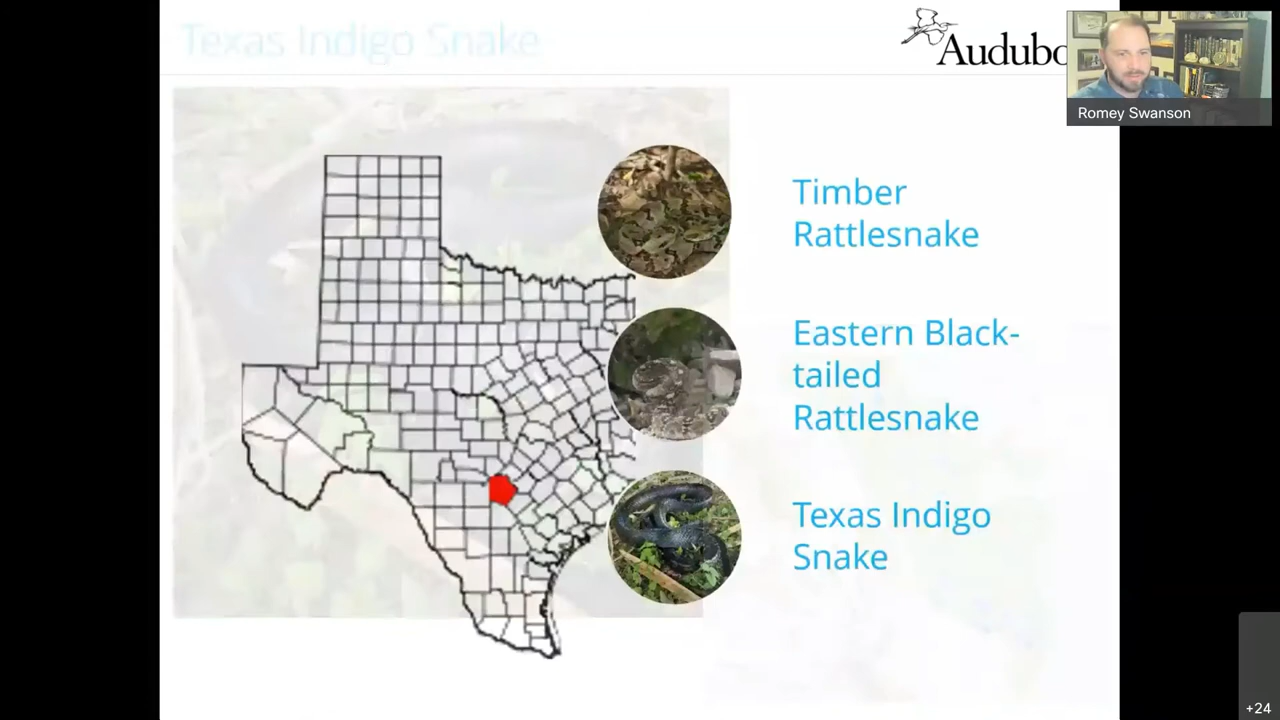 Texas Indigo Snake
Audubo
Romey Swanson
Timber
Rattlesnake
Eastern Black-
tailed
Rattlesnake
Texas Indigo
Snake
+24